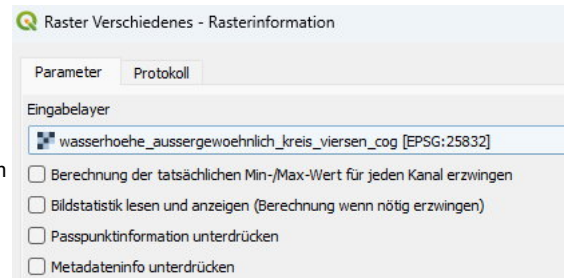 Raster Verschiedenes - Rasterinformation
Parameter Protokoll
Eingabelayer
wasserhoehe_aussergewoehnlich_kreis_viersen_cog [EPSG:25832]
Berechnung der tatsächlichen Min-/Max-Wert für jeden Kanal erzwingen
Bildstatistik lesen und anzeigen (Berechnung wenn nötig erzwingen)
Passpunktinformation unterdrücken
Metadateninfo unterdrücken